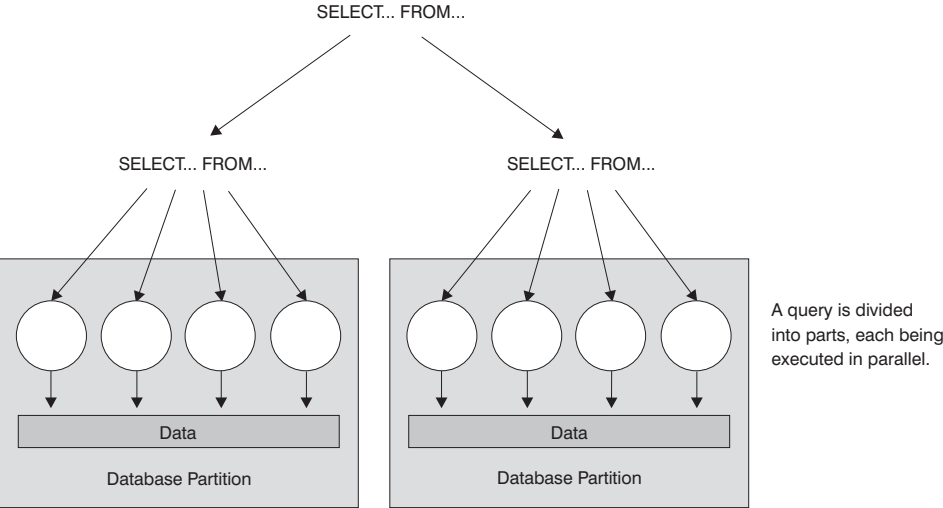 SELECT... FROM...
SELECT... FROM...
SELECT... FROM...
A query is divided
into parts, each being
executed in parallel.
Data
Data
Database Partition
Database Partition